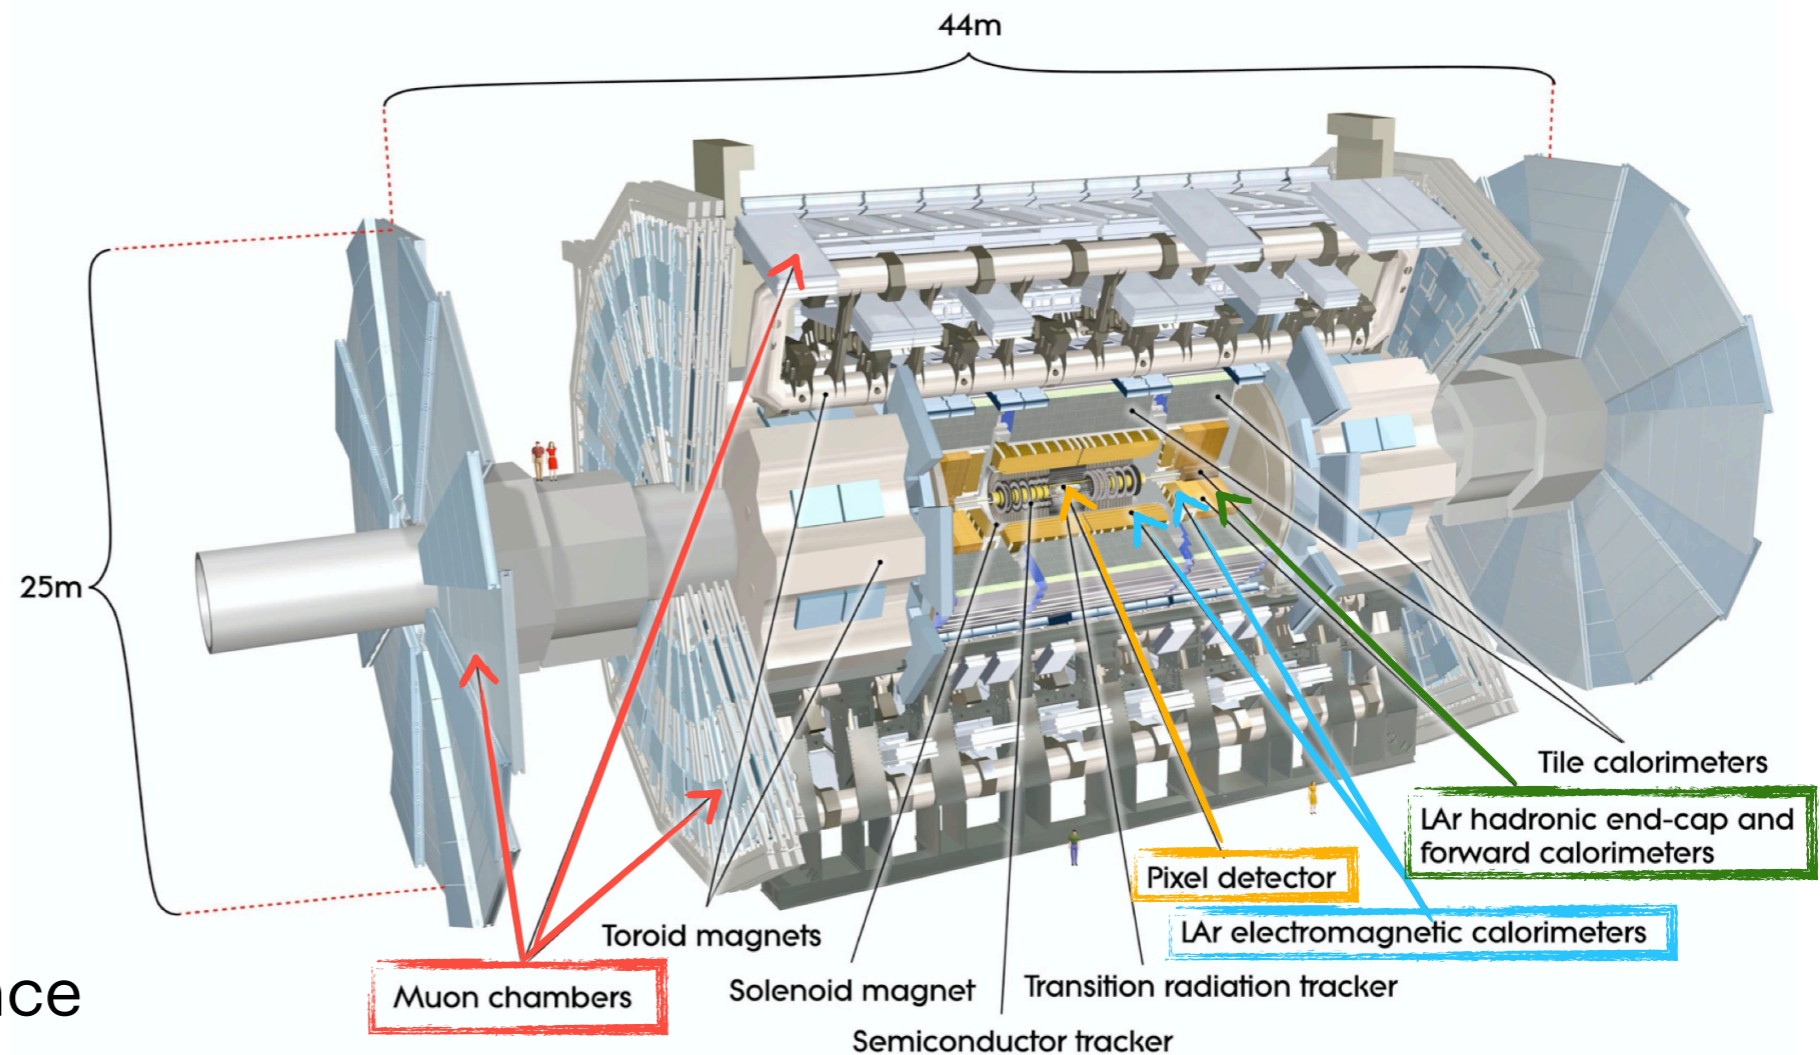 44m
25m
Tile calorimeters
LAr hadronic end-cap and
forward calorimeters
Pixel detector
LAr electromagnetic calorimeters
Toroid magnets
Muon chambers
Solenoid magnet
Transition radiation tracker
Semiconductor tracker